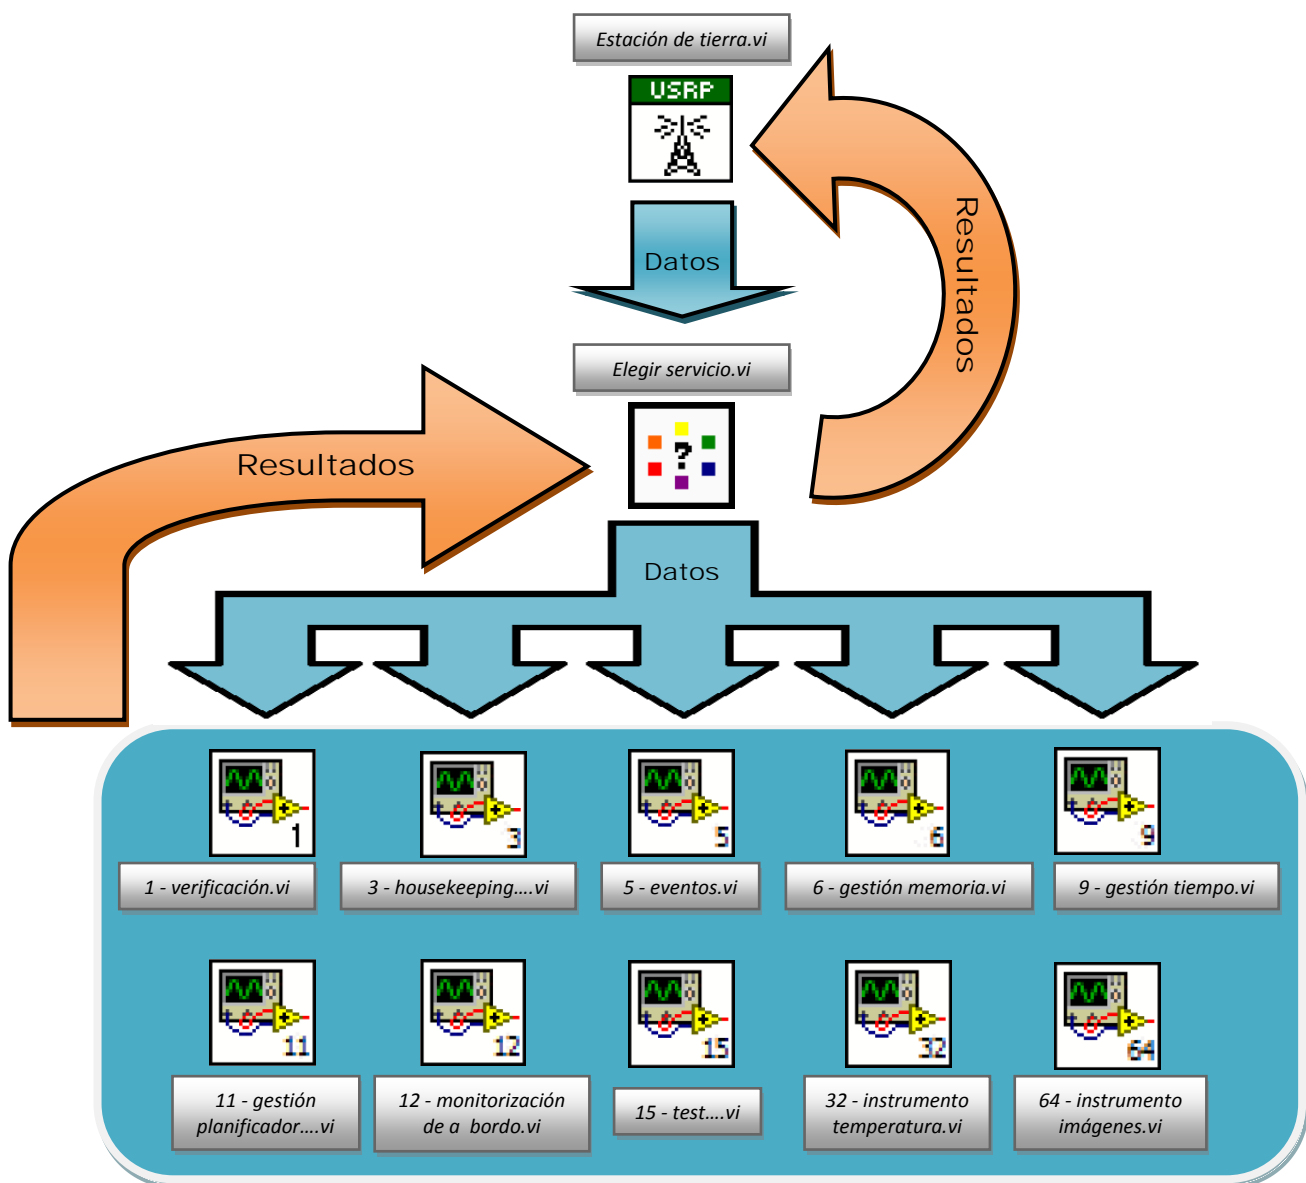 Estación de tierra.vi
USRP
Datos
Resultados
Elegir servicio.vi
?
Resultados
Datos
1
3
5
6
9
1 - verificación.vi
3 - housekeeping....vi
5 - eventos.vi
6 - gestión memoria.vi
9 - gestión tiempo.vi
11
12
15
32
64
11 - gestión
planificador....vi
12 - monitorización
de a bordo.vi
15 - test....vi
32 - instrumento
temperatura.vi
64 - instrumento
imágenes.vi